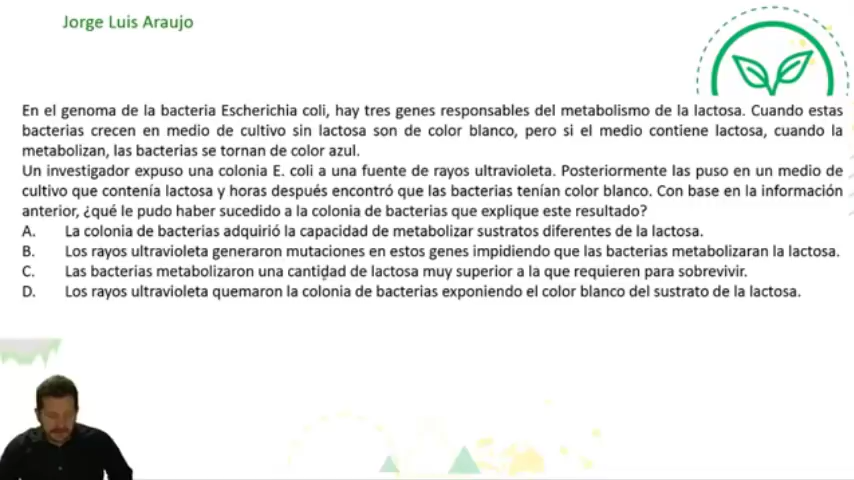 Jorge Luis Araujo
En el genoma de la bacteria Escherichia coli, hay tres genes responsables del metabolismo de la lactosa. Cuando estas
bacterias crecen en medio de cultivo sin lactosa son de color blanco, pero si el medio contiene lactosa, cuando la
metabolizan, las bacterias se tornan de color azul.
Un investigador expuso una colonia E. coli a una fuente de rayos ultravioleta. Posteriormente las puso en un medio de
cultivo que contenía lactosa y horas después encontró que las bacterias tenían color blanco. Con base en la información
anterior, ¿qué le pudo haber sucedido a la colonia de bacterias que explique este resultado?
A. La colonia de bacterias adquirió la capacidad de metabolizar sustratos diferentes de la lactosa.
B. Los rayos ultravioleta generaron mutaciones en estos genes impidiendo que las bacterias metabolizaran la lactosa.
C. Las bacterias metabolizaron una cantidad de lactosa muy superior a la que requieren para sobrevivir.
D. Los rayos ultravioleta quemaron la colonia de bacterias exponiendo el color blanco del sustrato de la lactosa.